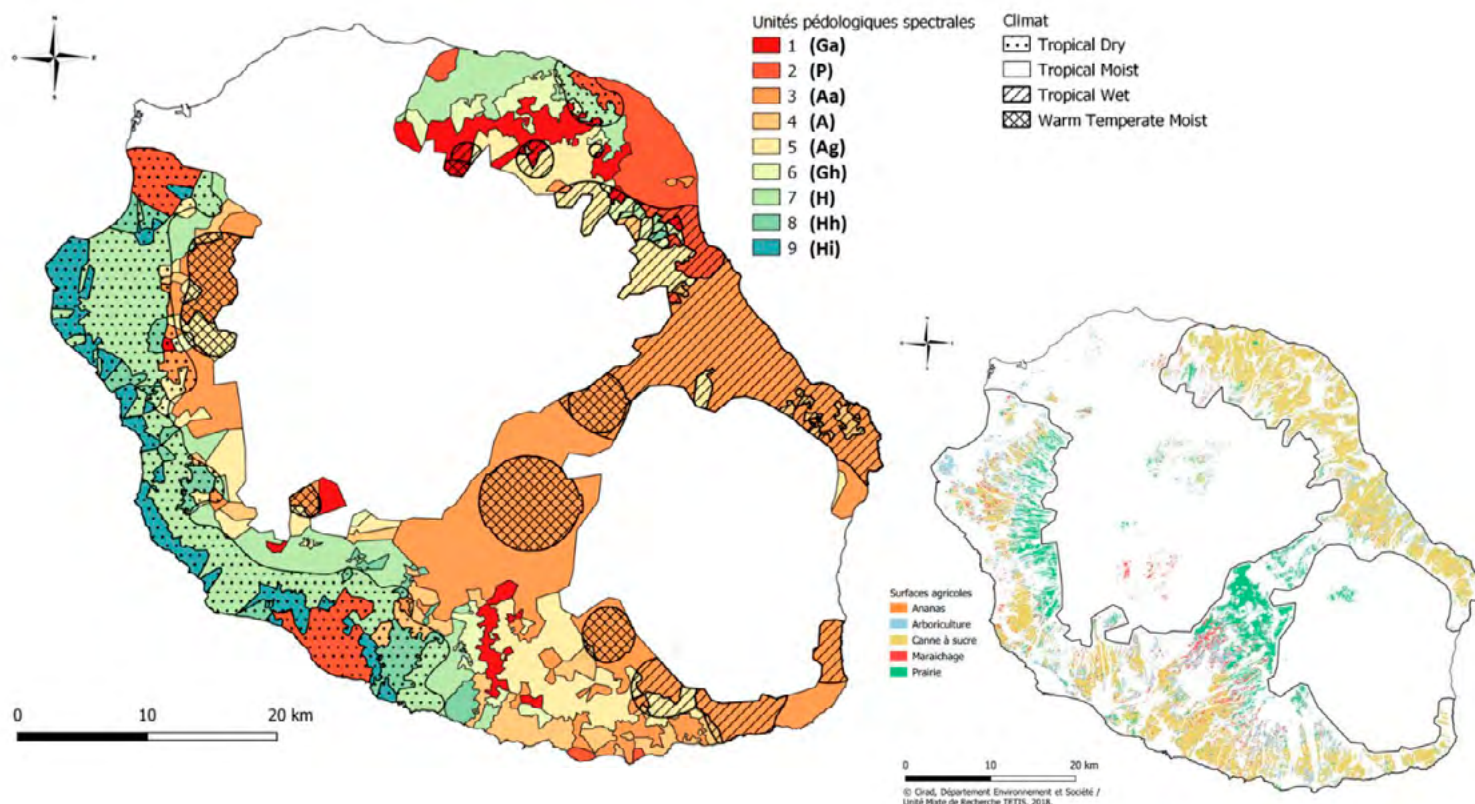 Unités pédologiques spectrales
1 (Ga)
2 (P)
3 (Aa)
4 (A)
5 (Ag)
6 (Gh)
7 (H)
8 (Hh)
9 (Hi)
Climat
Tropical Dry
Tropical Moist
Tropical Wet
Warm Temperate Moist
0 10 20 km
Surfaces agricoles
Ananas
Arboriculture
Canne à sucre
Maraichage
Prairie
0 10 20 km
© Cirad, Département Environnement et Société /
Unité Mixte de Recherche TETIS, 2018.